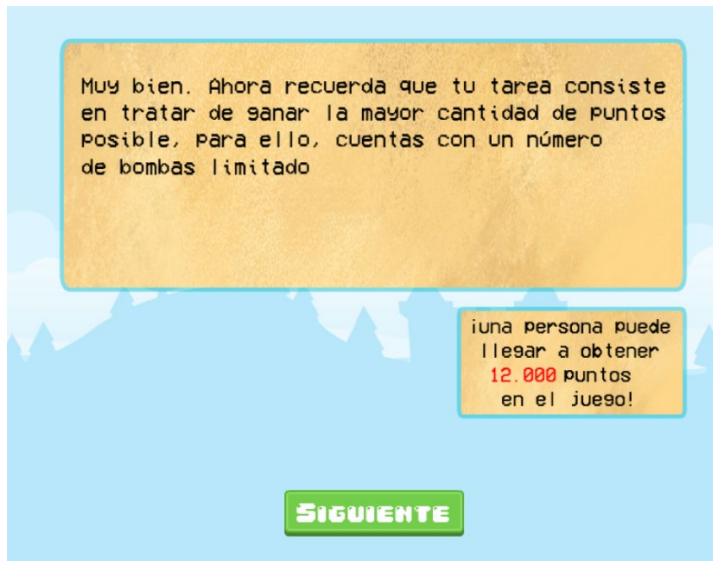 Muy bien. Ahora recuerda que tu tarea consiste
en tratar de ganar la mayor cantidad de puntos
posible, para ello, cuentas con un número
de bombas limitado
¡una persona puede
llegar a obtener
12.000 puntos
en el juego!
SIGUIENTE